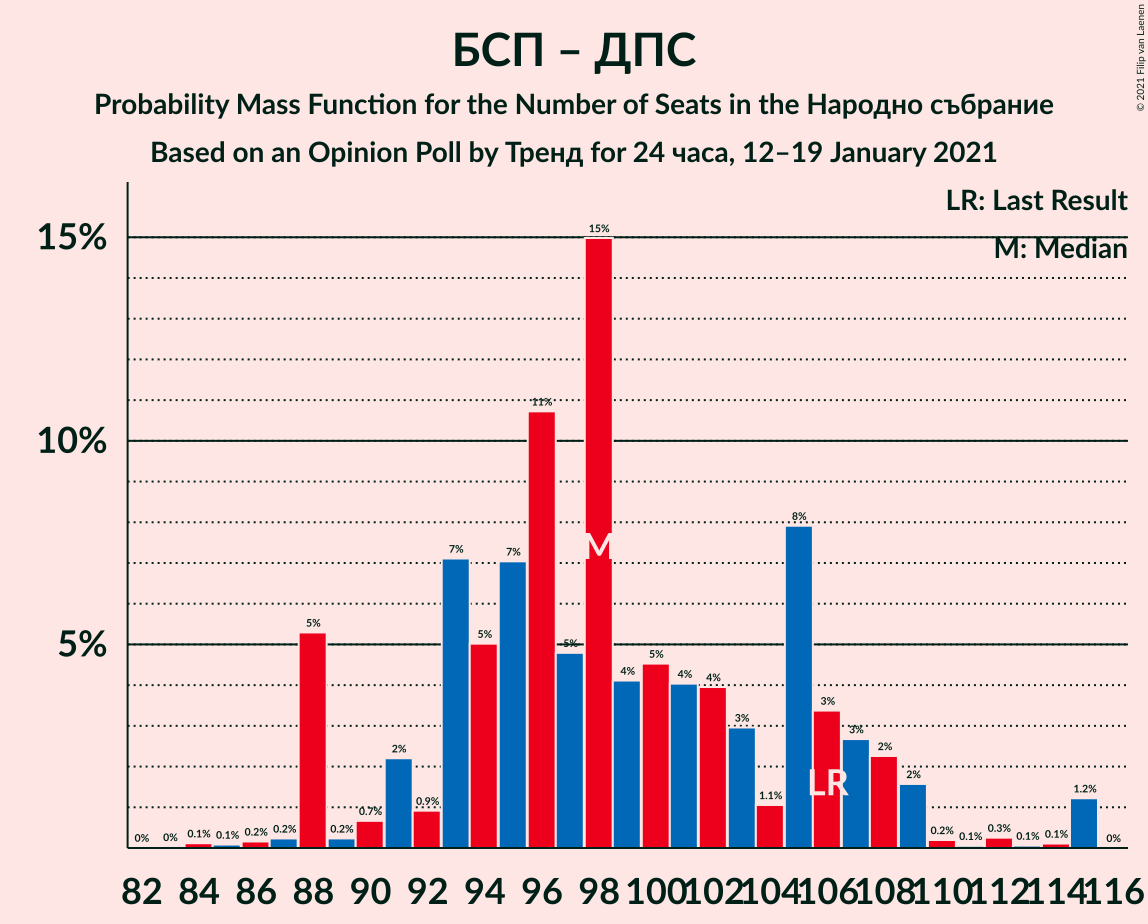 БСП – ДПС
Probability Mass Function for the Number of Seats in the Народно събрание
Based on an Opinion Poll by Тренд for 24 часа, 12–19 January 2021
© 2021 Filip van Laenen
LR: Last Result
M: Median
15%
10%
5%
0% 0% 0.1% 0.1% 0.2% 0.2% 5% 0.2% 0.7% 2% 0.9% 7% 5% 7% 11% 5% 15% 4% 5% 4% 4% 3% 1.1% 8% 3% 3% 2% 2% 0.2% 0.1% 0.3% 0.1% 0.1% 1.2% 0%
M
LR
82 84 86 88 90 92 94 96 98 100 102 104 106 108 110 112 114 116